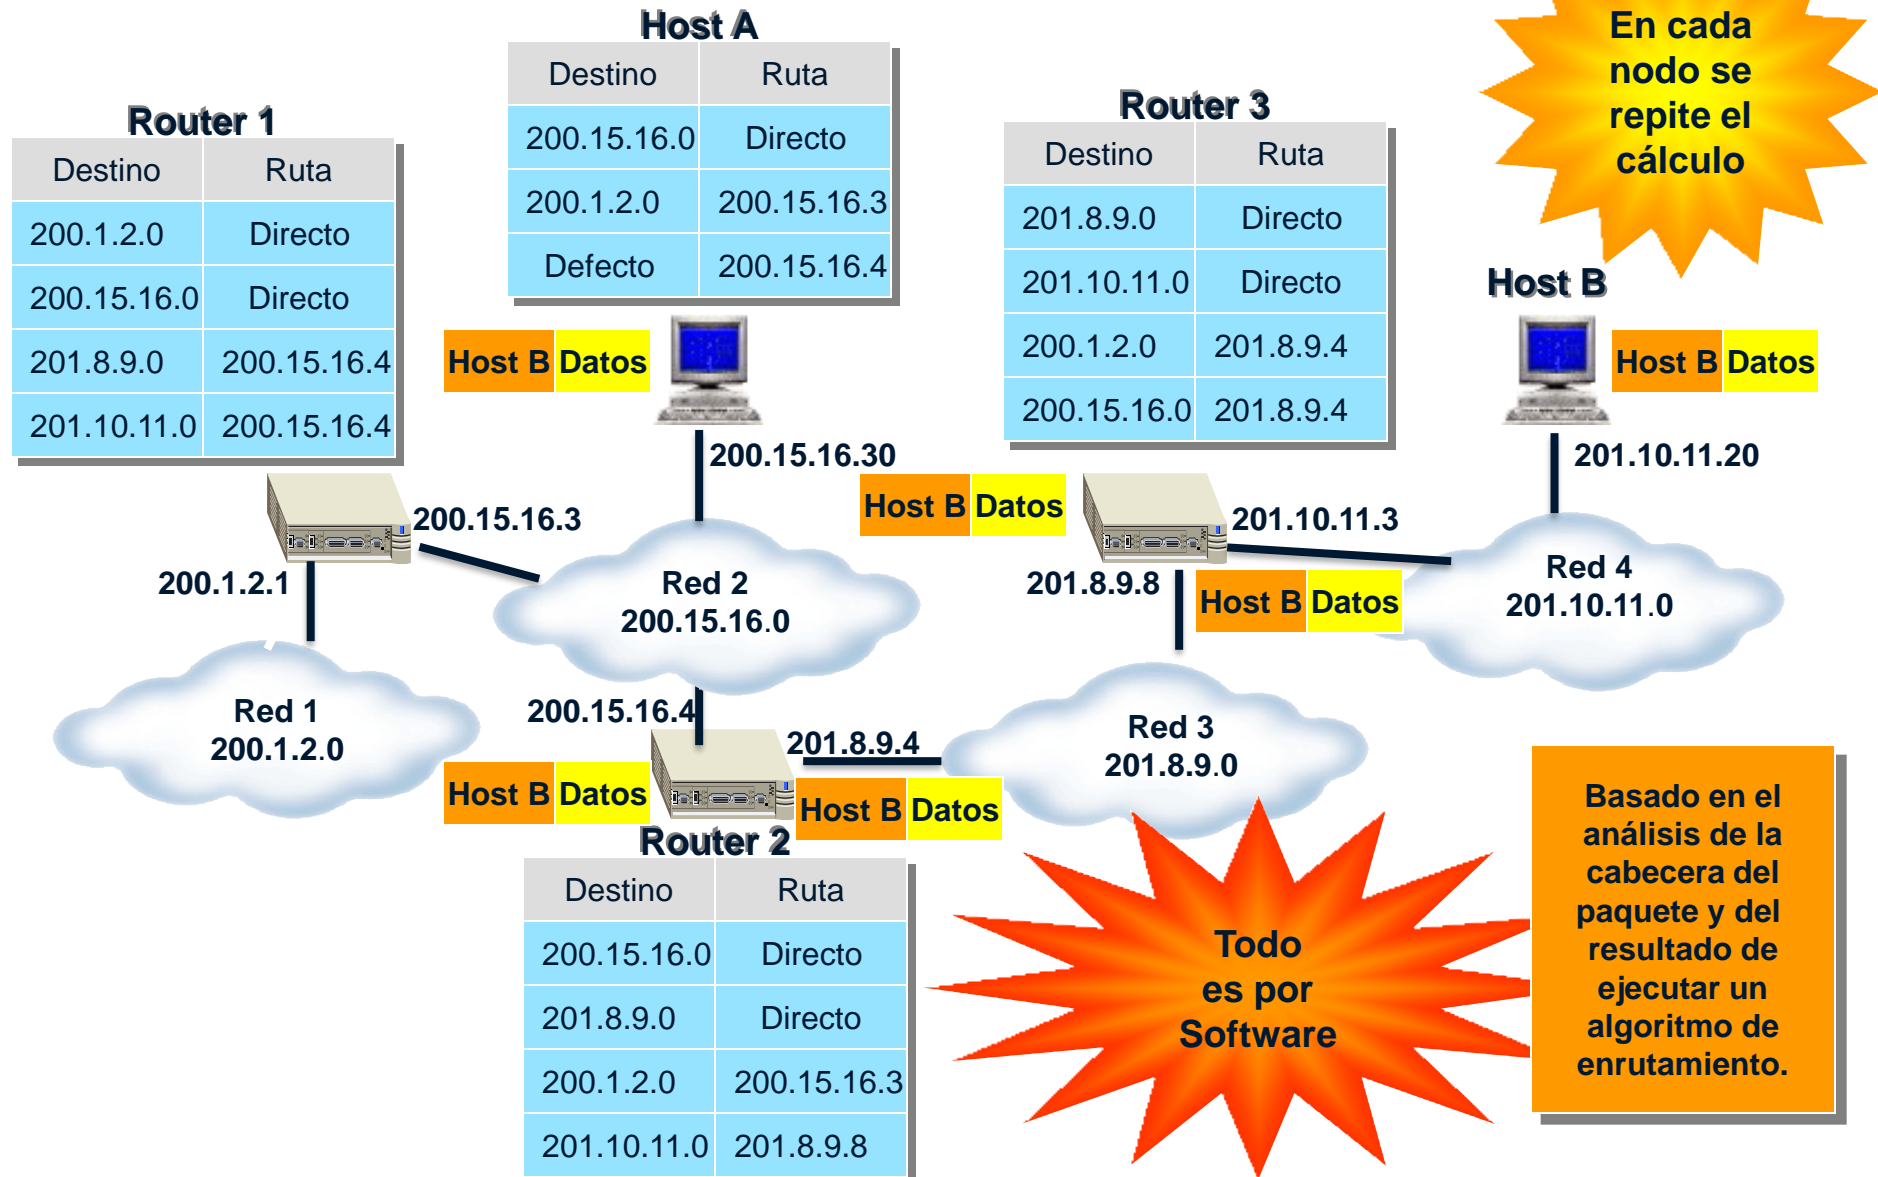 Host A
Destino Ruta
200.15.16.0 Directo
200.1.2.0 200.15.16.3
Defecto 200.15.16.4
Router 1
Destino Ruta
200.1.2.0 Directo
200.15.16.0 Directo
201.8.9.0 200.15.16.4
201.10.11.0 200.15.16.4
Router 3
Destino Ruta
201.8.9.0 Directo
201.10.11.0 Directo
200.1.2.0 201.8.9.4
200.15.16.0 201.8.9.4
En cada
nodo se
repite el
cálculo
Host B
Host B Datos
Host B Datos
200.15.16.30
201.10.11.20
Host B Datos
200.15.16.3
201.10.11.3
200.1.2.1
201.8.9.8
Host B Datos
Red 2
200.15.16.0
Red 4
201.10.11.0
Red 1
200.1.2.0
200.15.16.4
201.8.9.4
Red 3
201.8.9.0
Host B Datos
Host B Datos
Router 2
Destino Ruta
200.15.16.0 Directo
201.8.9.0 Directo
200.1.2.0 200.15.16.3
201.10.11.0 201.8.9.8
Todo
es por
Software
Basado en el
análisis de la
cabecera del
paquete y del
resultado de
ejecutar un
algoritmo de
enrutamiento.